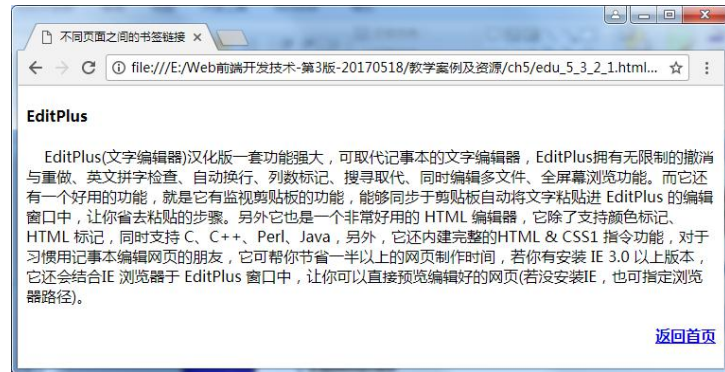 不同页面之间的书签链接
file:///E:/Web前端开发技术-第3版-20170518/教学案例及资源/ch5/edu_5_3_2_1.html...
EditPlus
EditPlus(文字编辑器)汉化版一套功能强大，可取代记事本的文字编辑器，EditPlus拥有无限制的撤消
与重做、英文拼字检查、自动换行、列数标记、搜寻取代、同时编辑多文件、全屏幕浏览功能。而它还
有一个好用的功能，就是它有监视剪贴板的功能，能够同步于剪贴板自动将文字粘贴进 EditPlus 的编辑
窗口中，让你省去粘贴的步骤。另外它也是一个非常好用的 HTML 编辑器，它除了支持颜色标记、
HTML 标记，同时支持 C、C++、Perl、Java，另外，它还内建完整的HTML & CSS1 指令功能，对于
习惯用记事本编辑网页的朋友，它可帮你节省一半以上的网页制作时间，若你有安装 IE 3.0 以上版本，
它还会结合IE 浏览器于 EditPlus 窗口中，让你可以直接预览编辑好的网页(若没安装IE，也可指定浏览
器路径)。
返回首页